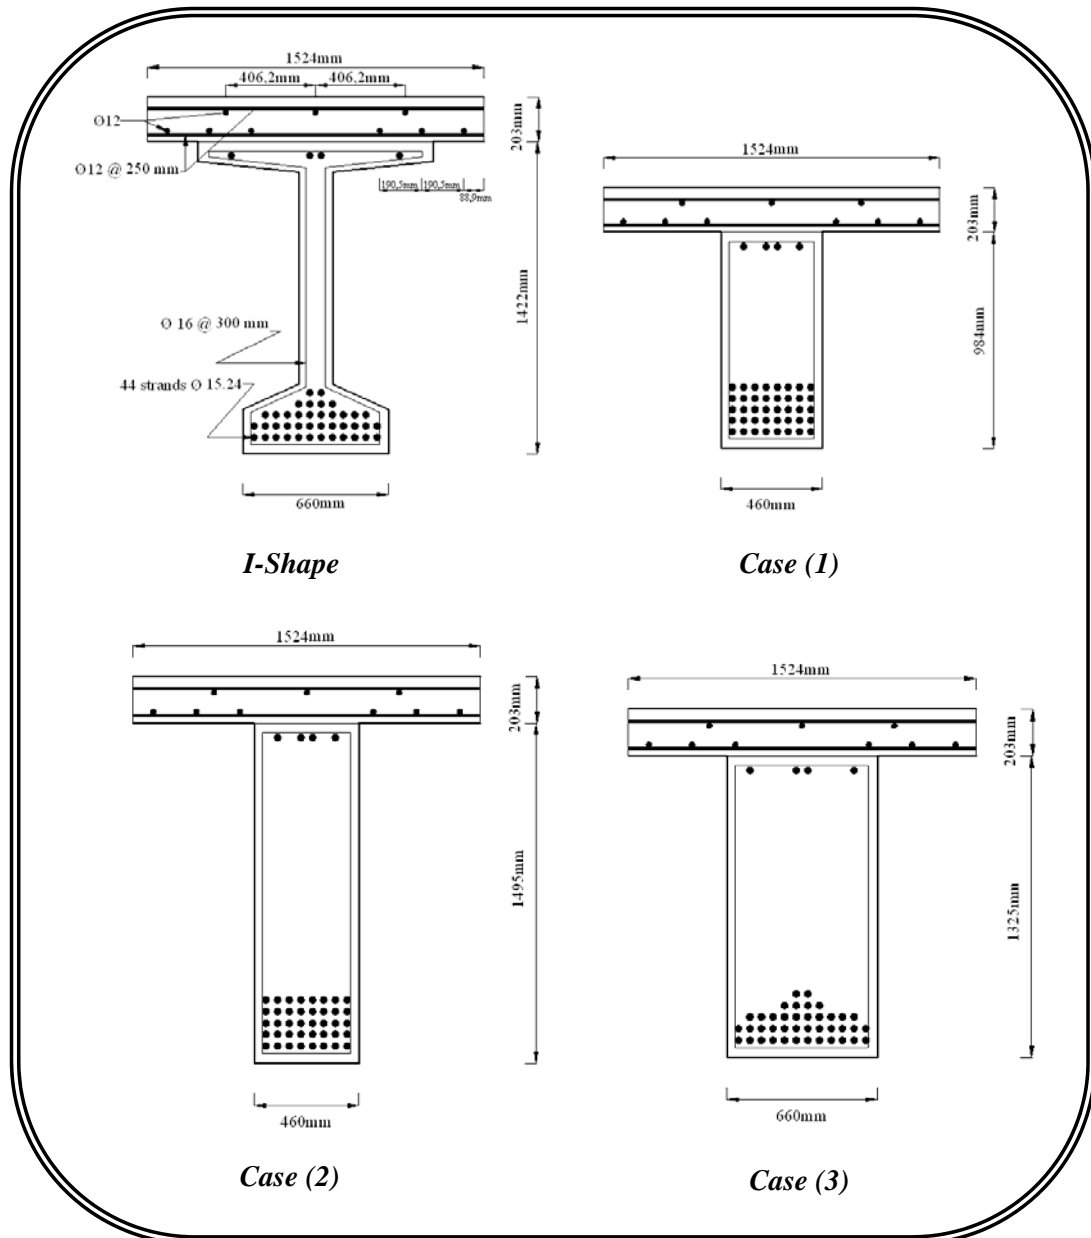 1524mm
406,2mm 406,2mm
Ø12
203mm
Ø12 @ 250 mm
190,5mm 190,5mm
88,9mm
1422mm
Ø 16 @ 300 mm
44 strands Ø 15.24
660mm
I-Shape
1524mm
203mm
984mm
460mm
Case (1)
1524mm
203mm
1495mm
460mm
Case (2)
1524mm
203mm
1325mm
660mm
Case (3)